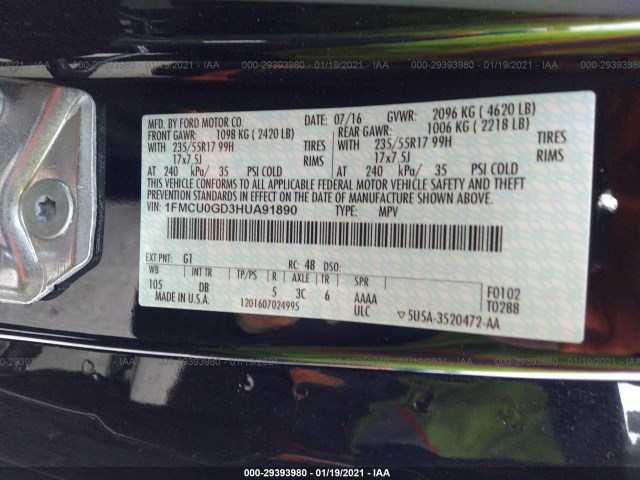 000-29393980 - 01/19/2021 - IAA
MFD. BY FORD MOTOR CO. DATE: 07/16 GVWR: 2096 KG ( 4620 LB)
FRONT GAWR: 1098 KG ( 2420 LB) REAR GAWR: 1006 KG ( 2218 LB)
WITH 235/55R17 99H TIRES WITH 235/55R17 99H TIRES
17x7.5J RIMS 17x7.5J RIMS
AT 240 kPa/ 35 PSI COLD AT 240 kPa/ 35 PSI COLD
THIS VEHICLE CONFORMS TO ALL APPLICABLE FEDERAL MOTOR VEHICLE SAFETY AND THEFT
PREVENTION STANDARDS IN EFFECT ON THE DATE OF MANUFACTURE SHOWN ABOVE.
VIN: 1FMCU0GD3HUA91890 TYPE: MPV
EXT PNT: G1 RC: 48 DSO:
WB INT TR TP/PS R AXLE TR SPR
105 DB 5 3C 6 AAAA F0102
MADE IN U.S.A. 1201607024995 ULC T0288
5U5A-3520472-AA
000-29393980 - 01/19/2021 - IAA